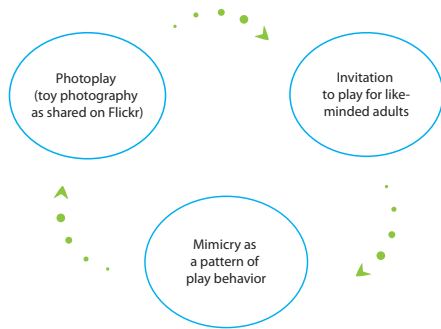 Photoplay
(toy photography
as shared on Flickr)
Invitation
to play for like-
minded adults
Mimicry as
a pattern of
play behavior